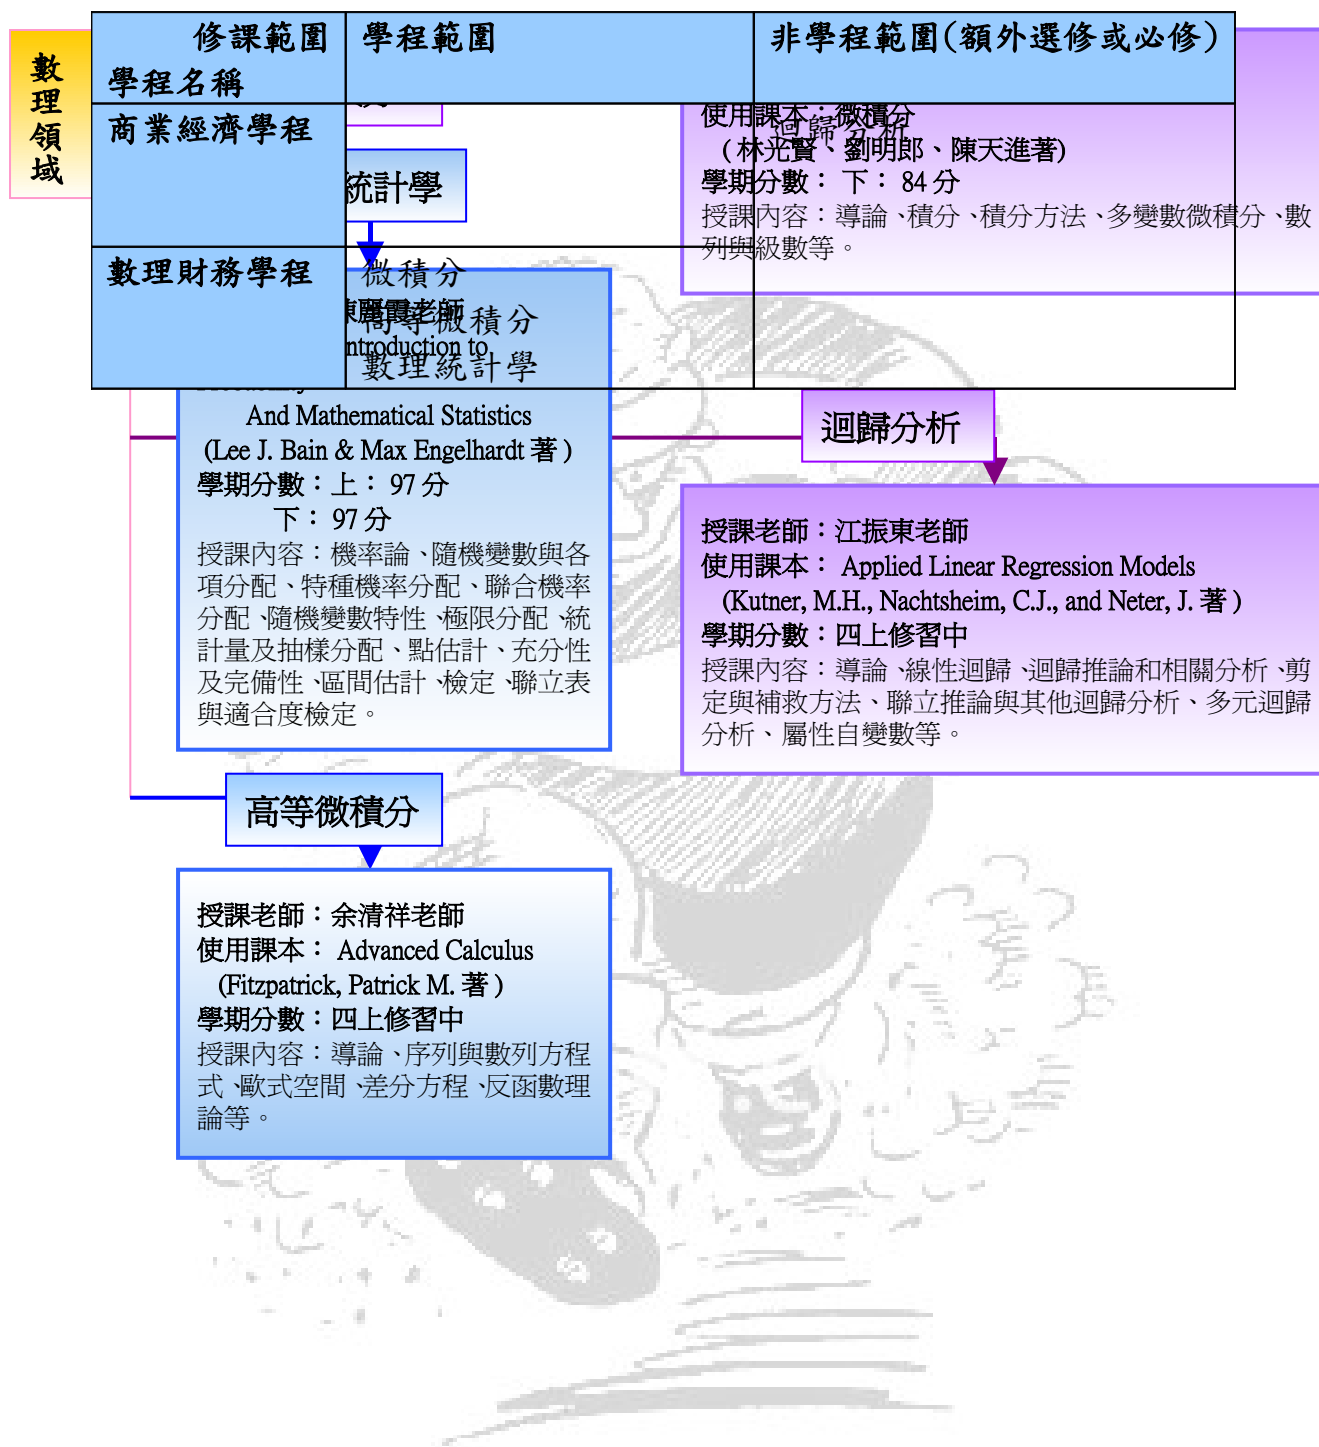 數
理
領
域
修課範圍
學程名稱
學程範圍
非學程範圍(額外選修或必修)
商業經濟學程
迴歸分析
數理財務學程
微積分
高等微積分
數理統計學
統計學
使用課本：微積分
(林光賢、劉明郎、陳天進著)
學期分數： 下： 84 分
授課內容：導論、積分、積分方法、多變數微積分、數
列與級數等。
陳麗霞老師
ntroduction to
And Mathematical Statistics
(Lee J. Bain & Max Engelhardt 著)
學期分數：上： 97 分
下： 97 分
授課內容：機率論、隨機變數與各
項分配、特種機率分配、聯合機率
分配、隨機變數特性、極限分配、統
計量及抽樣分配、點估計、充分性
及完備性、區間估計、檢定、聯立表
與適合度檢定。
迴歸分析
授課老師：江振東老師
使用課本： Applied Linear Regression Models
(Kutner, M.H., Nachtsheim, C.J., and Neter, J. 著)
學期分數：四上修習中
授課內容：導論、線性迴歸、迴歸推論和相關分析、剪
定與補救方法、聯立推論與其他迴歸分析、多元迴歸
分析、屬性自變數等。
高等微積分
授課老師：余清祥老師
使用課本： Advanced Calculus
(Fitzpatrick, Patrick M. 著)
學期分數：四上修習中
授課內容：導論、序列與數列方程
式、歐式空間、差分方程、反函數理
論等。